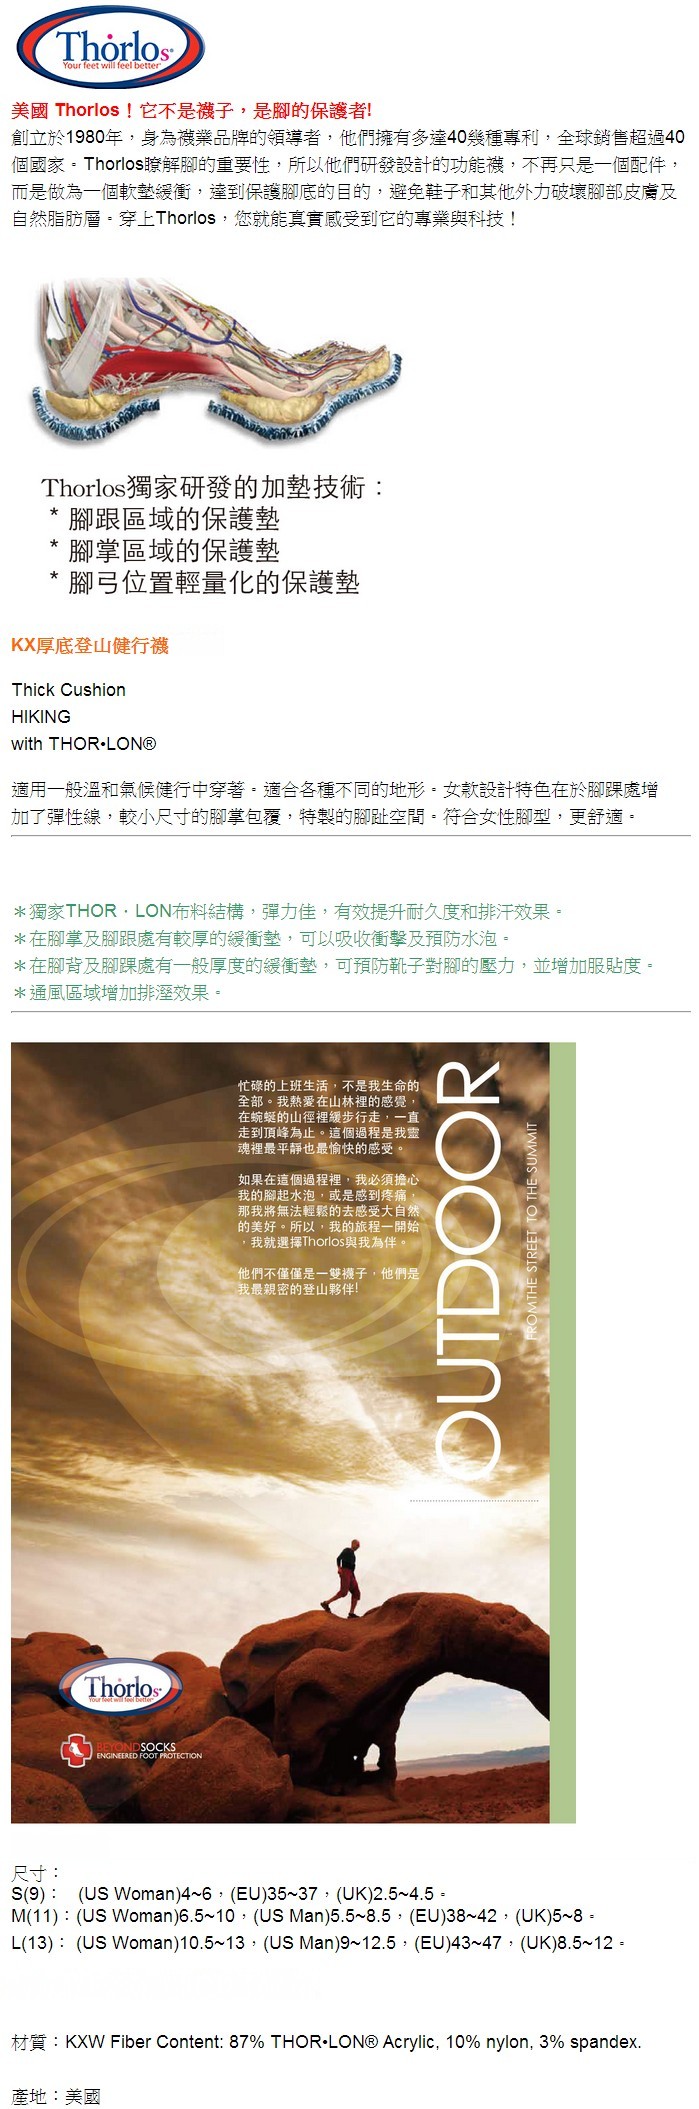 Thorlos®
Your feet will feel better®
美國 Thorlos！它不是襪子，是腳的保護者!
創立於1980年，身為襪業品牌的領導者，他們擁有多達40幾種專利，全球銷售超過40
個國家。Thorlos瞭解腳的重要性，所以他們研發設計的功能襪，不再只是一個配件，
而是做為一個軟墊緩衝，達到保護腳底的目的，避免鞋子和其他外力破壞腳部皮膚及
自然脂肪層。穿上Thorlos，您就能真實感受到它的專業與科技！
Thorlos獨家研發的加墊技術：
* 腳跟區域的保護墊
* 腳掌區域的保護墊
* 腳弓位置輕量化的保護墊
KX厚底登山健行襪
Thick Cushion
HIKING
with THOR•LON®
適用一般溫和氣候健行中穿著。適合各種不同的地形。女款設計特色在於腳踝處增
加了彈性線，較小尺寸的腳掌包覆，特製的腳趾空間。符合女性腳型，更舒適。
＊獨家THOR．LON布料結構，彈力佳，有效提升耐久度和排汗效果。
＊在腳掌及腳跟處有較厚的緩衝墊，可以吸收衝擊及預防水泡。
＊在腳背及腳踝處有一般厚度的緩衝墊，可預防靴子對腳的壓力，並增加服貼度。
＊通風區域增加排溼效果。
忙碌的上班生活，不是我生命的
全部。我熱愛在山林裡的感覺，
在蜿蜒的山徑裡緩步行走，一直
走到頂峰為止。這個過程是我靈
魂裡最平靜也最愉快的感受。
如果在這個過程裡，我必須擔心
我的腳起水泡，或是感到疼痛，
那我將無法輕鬆的去感受大自然
的美好。所以，我的旅程一開始
，我就選擇Thorlos與我為伴。
他們不僅僅是一雙襪子，他們是
我最親密的登山夥伴!
OUTDOOR
FROM THE STREET TO THE SUMMIT
Thorlos®
Your feet will feel better®
BEYONDSOCKS
ENGINEERED FOOT PROTECTION
尺寸：
S(9)： (US Woman)4~6，(EU)35~37，(UK)2.5~4.5。
M(11)：(US Woman)6.5~10，(US Man)5.5~8.5，(EU)38~42，(UK)5~8。
L(13)： (US Woman)10.5~13，(US Man)9~12.5，(EU)43~47，(UK)8.5~12。
材質：KXW Fiber Content: 87% THOR•LON® Acrylic, 10% nylon, 3% spandex.
產地：美國